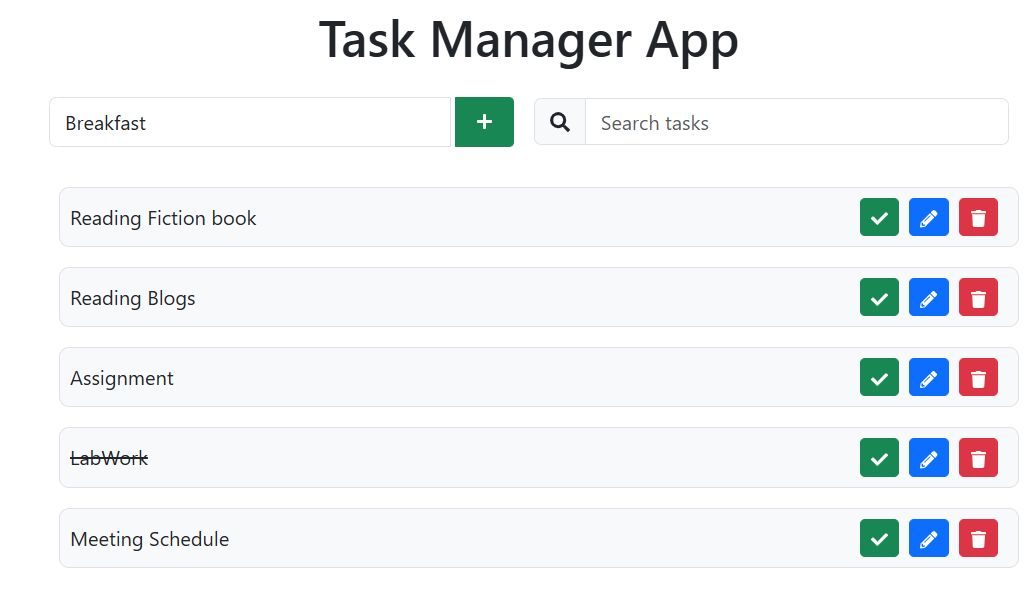 Task Manager App
Breakfast
Search tasks
Reading Fiction book
Reading Blogs
Assignment
LabWork
Meeting Schedule